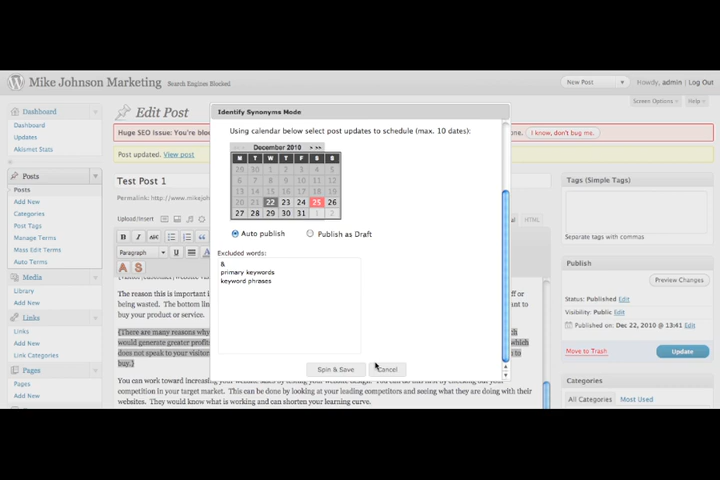 Mike Johnson Marketing
Search Engines Blocked
New Post
Howdy, admin | Log Out
Screen Options
Help
Dashboard
Dashboard
Updates
Akismet Stats
Posts
Posts
Add New
Categories
Post Tags
Manage Terms
Mass Edit Terms
Auto Terms
Media
Library
Add New
Links
Links
Add New
Link Categories
Pages
Pages
Add New
Edit Post
Huge SEO Issue: You're blo
I know, don't bug me.
Post updated. View post
Test Post 1
Permalink: http://www.mikejoh
Upload/Insert
HTML
B I ABC
Paragraph U
A S
The reason this is important i
being wasted. The bottom lin
buy your product or service.
{There are many reasons why
would generate greater profits
does not speak to your visitor
buy.}
ff or
to
would
which
to
You can work toward increasing
competition in your target market. This can be done by looking at your leading competitors and seeing what they are doing with their
websites. They would know what is working and can shorten your learning curve.
Identify Synonyms Mode
Using calendar below select post updates to schedule (max. 10 dates):
December 2010 > >>
M T W T F S S
29 30 1 2 3 4 5
6 7 8 9 10 11 12
13 14 15 16 17 18 19
20 21 22 23 24 25 26
27 28 29 30 31 1 2
Auto publish
Publish as Draft
Excluded words:
&
primary keywords
keyword phrases
Spin & Save
Cancel
Tags (Simple Tags)
Separate tags with commas
Publish
Preview Changes
Status: Published Edit
Visibility: Public Edit
Published on: Dec 22, 2010 @ 13:41 Edit
Move to Trash
Update
Categories
All Categories
Most Used